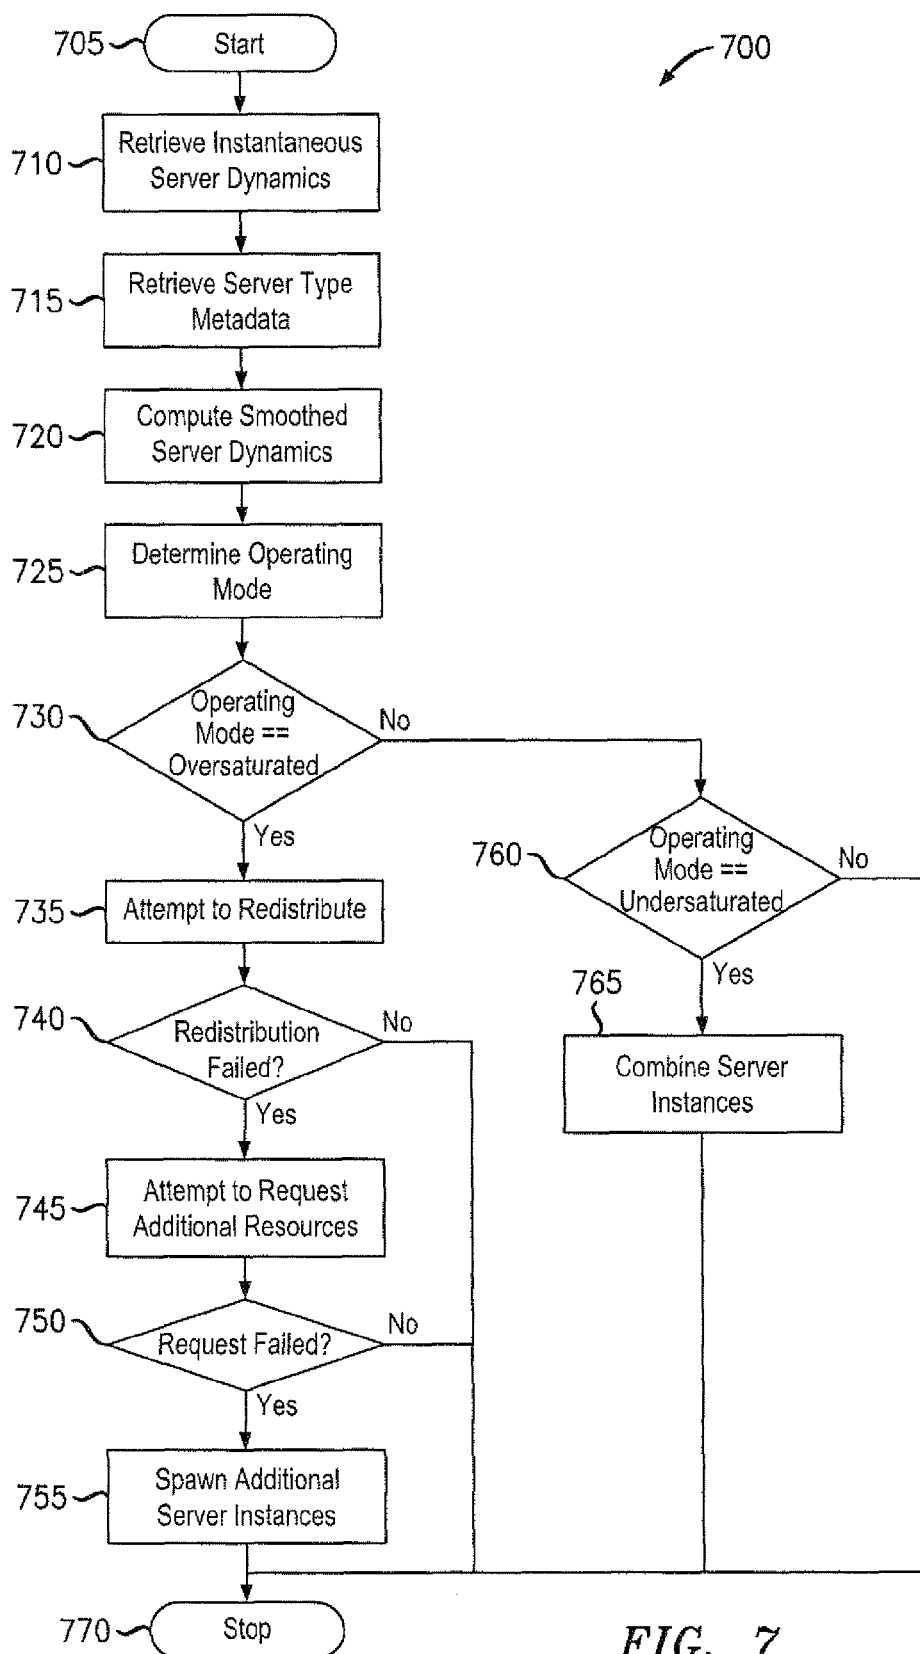 705
Start
700
710
Retrieve Instantaneous
Server Dynamics
715
Retrieve Server Type
Metadata
720
Compute Smoothed
Server Dynamics
725
Determine Operating
Mode
730
Operating
Mode ==
Oversaturated
No
Yes
760
Operating
Mode ==
Undersaturated
No
Yes
735
Attempt to Redistribute
765
Combine Server
Instances
740
Redistribution
Failed?
No
Yes
745
Attempt to Request
Additional Resources
750
Request Failed?
No
Yes
755
Spawn Additional
Server Instances
770
Stop
FIG. 7